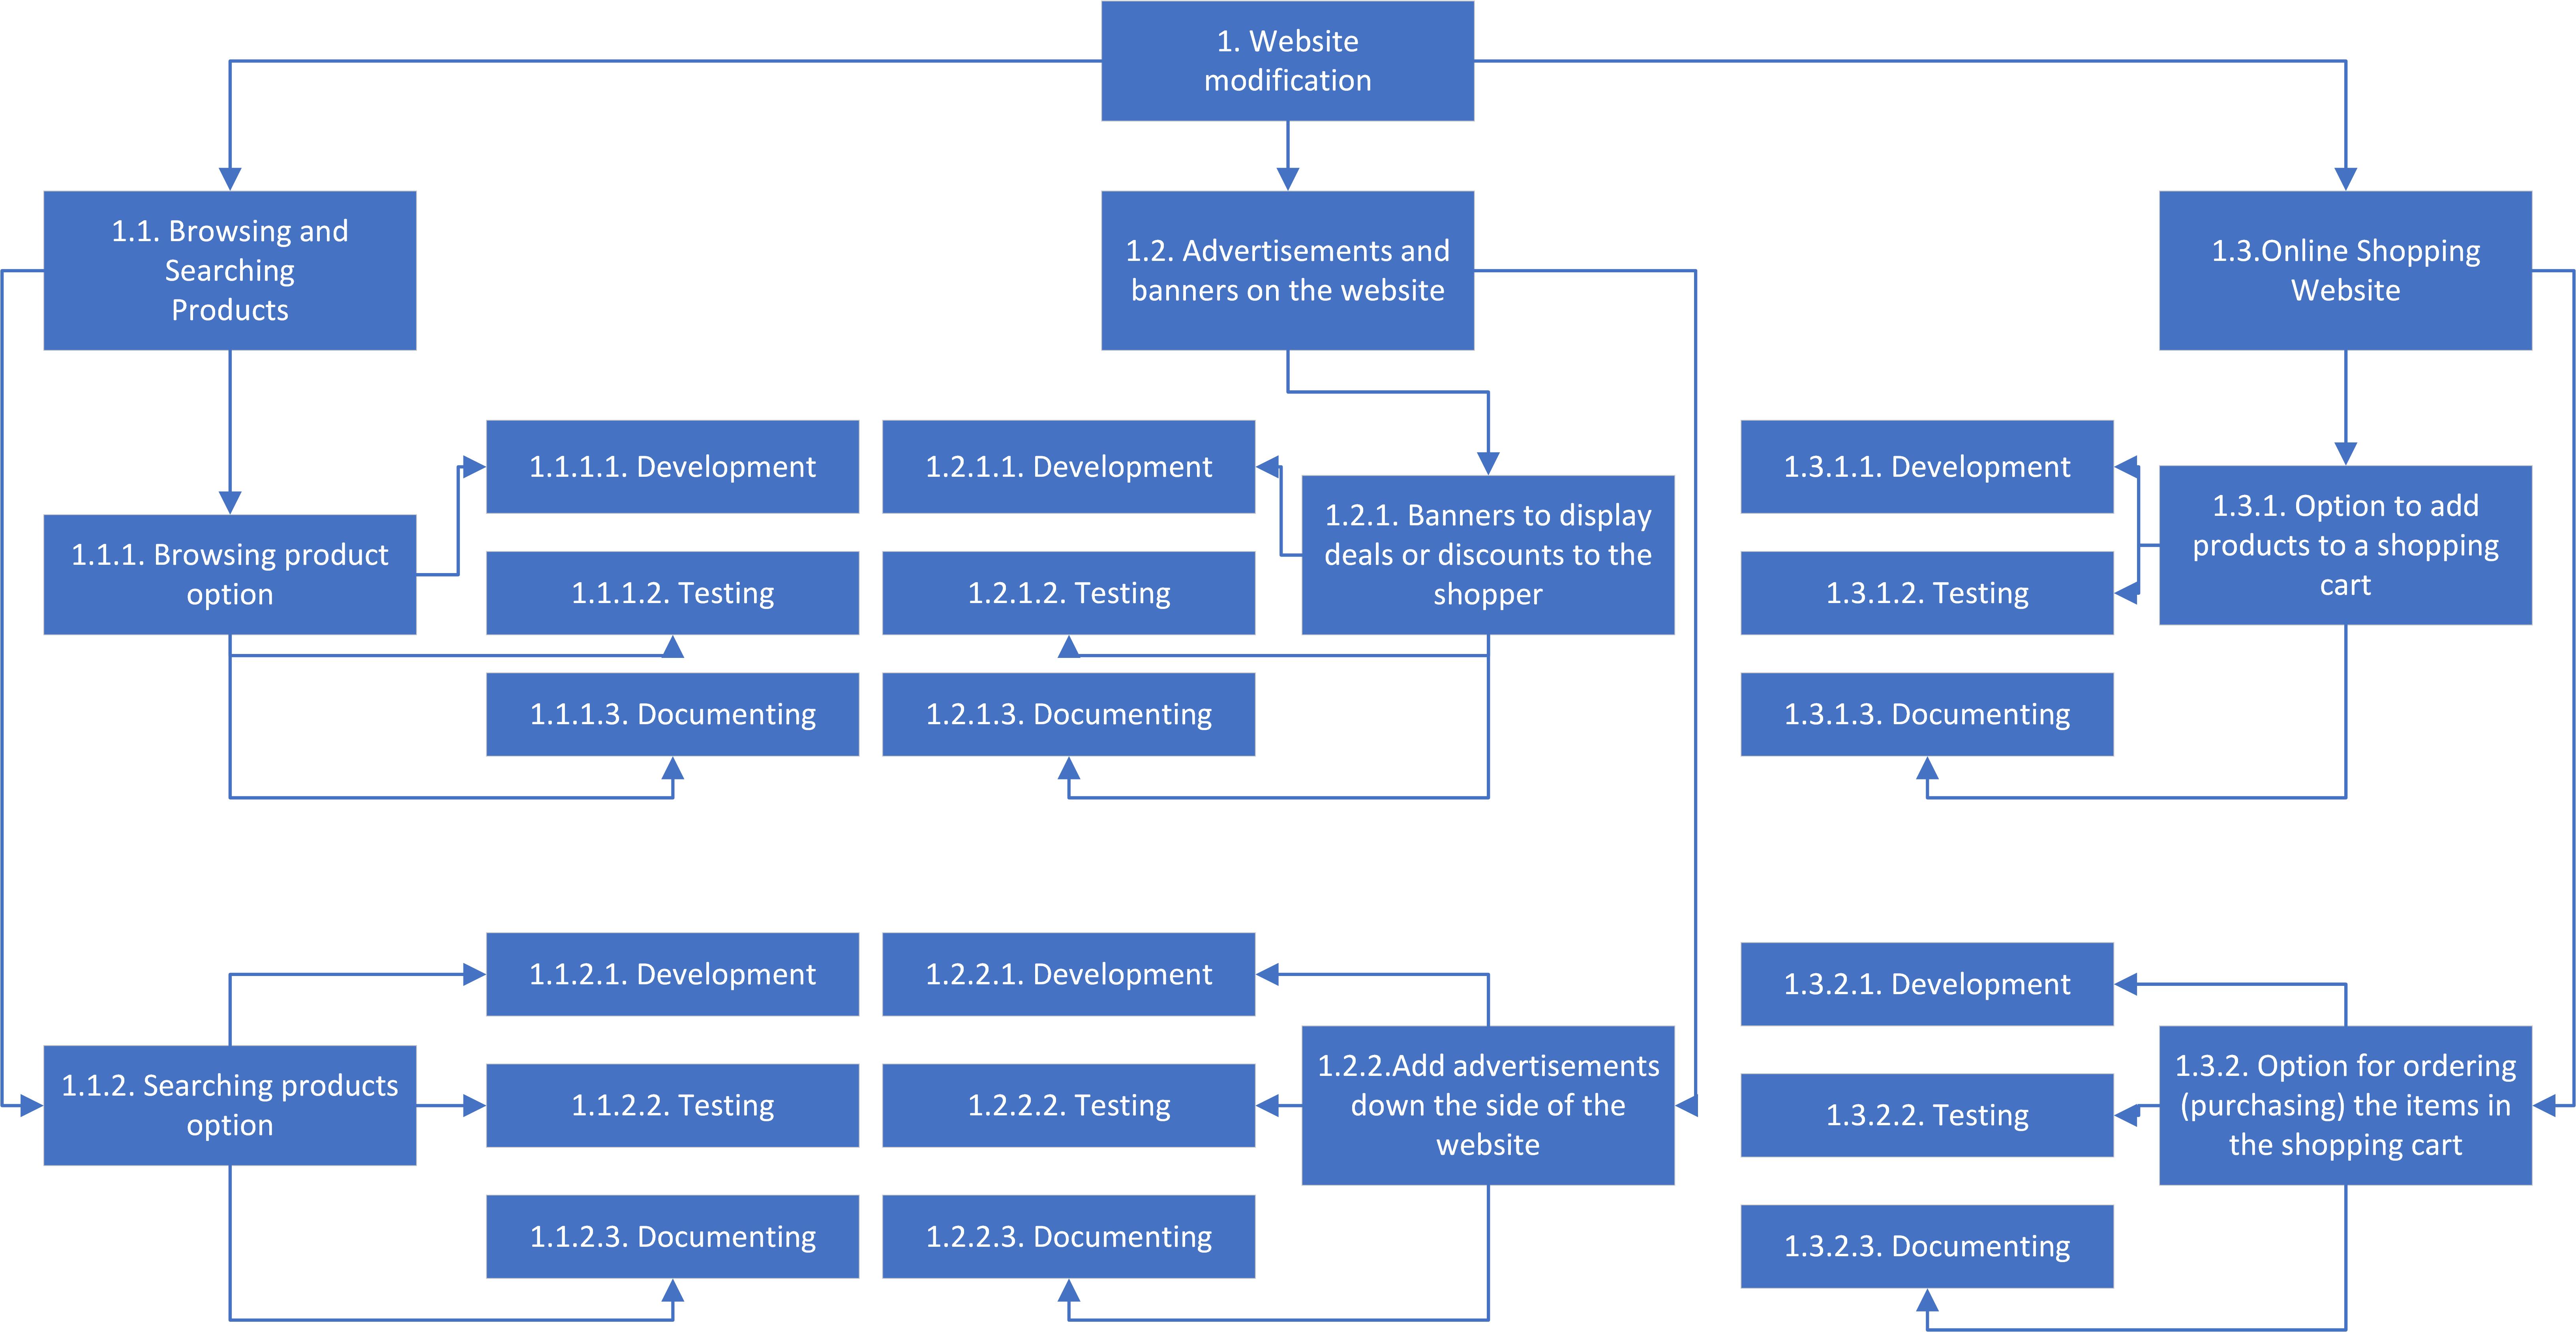 1. Website
modification
1.1. Browsing and
Searching
Products
1.2. Advertisements and
banners on the website
1.3.Online Shopping
Website
1.1.1. Browsing product
option
1.1.1.1. Development
1.1.1.2. Testing
1.1.1.3. Documenting
1.2.1.1. Development
1.2.1.2. Testing
1.2.1.3. Documenting
1.2.1. Banners to display
deals or discounts to the
shopper
1.3.1.1. Development
1.3.1.2. Testing
1.3.1.3. Documenting
1.3.1. Option to add
products to a shopping
cart
1.1.2. Searching products
option
1.1.2.1. Development
1.1.2.2. Testing
1.1.2.3. Documenting
1.2.2.1. Development
1.2.2.2. Testing
1.2.2.3. Documenting
1.2.2.Add advertisements
down the side of the
website
1.3.2.1. Development
1.3.2.2. Testing
1.3.2.3. Documenting
1.3.2. Option for ordering
(purchasing) the items in
the shopping cart